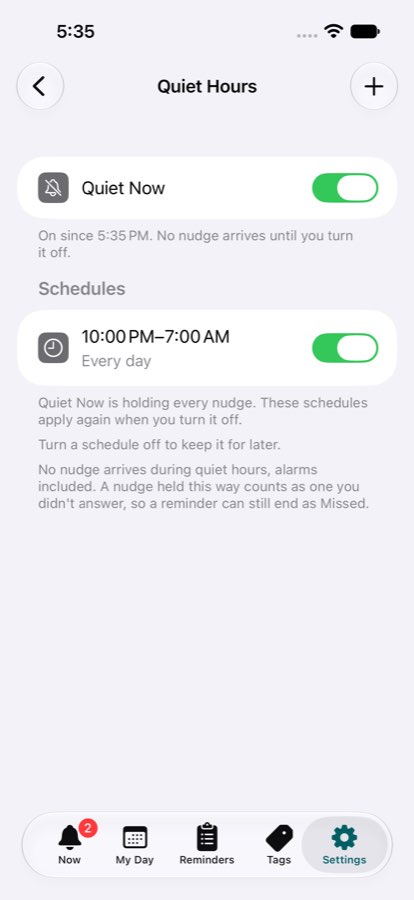 5:35
Quiet Hours
Quiet Now
On since 5:35 PM. No nudge arrives until you turn
it off.
Schedules
10:00 PM–7:00 AM
Every day
Quiet Now is holding every nudge. These schedules
apply again when you turn it off.
Turn a schedule off to keep it for later.
No nudge arrives during quiet hours, alarms
included. A nudge held this way counts as one you
didn't answer, so a reminder can still end as Missed.
2
Now
My Day
Reminders
Tags
Settings